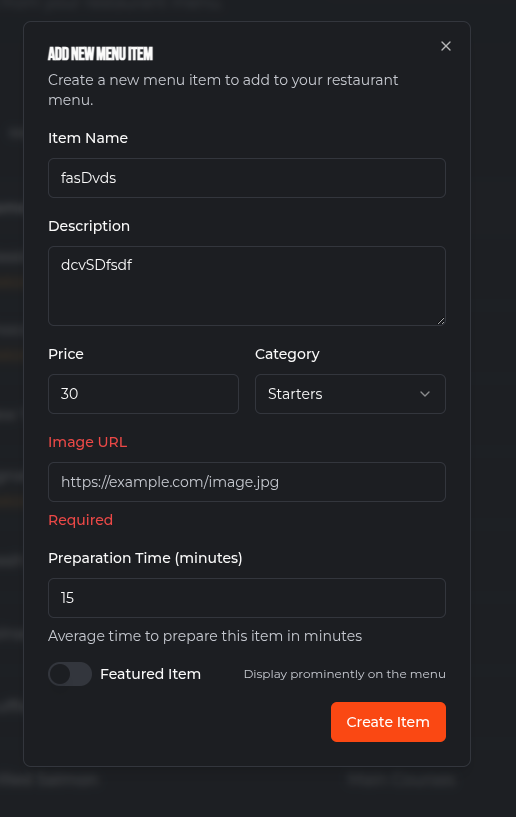 ADD NEW MENU ITEM
Create a new menu item to add to your restaurant
menu.
Item Name
fasDvds
Description
dcvSDfsdf
Price
Category
30
Starters
Image URL
https://example.com/image.jpg
Required
Preparation Time (minutes)
15
Average time to prepare this item in minutes
Featured Item
Display prominently on the menu
Create Item